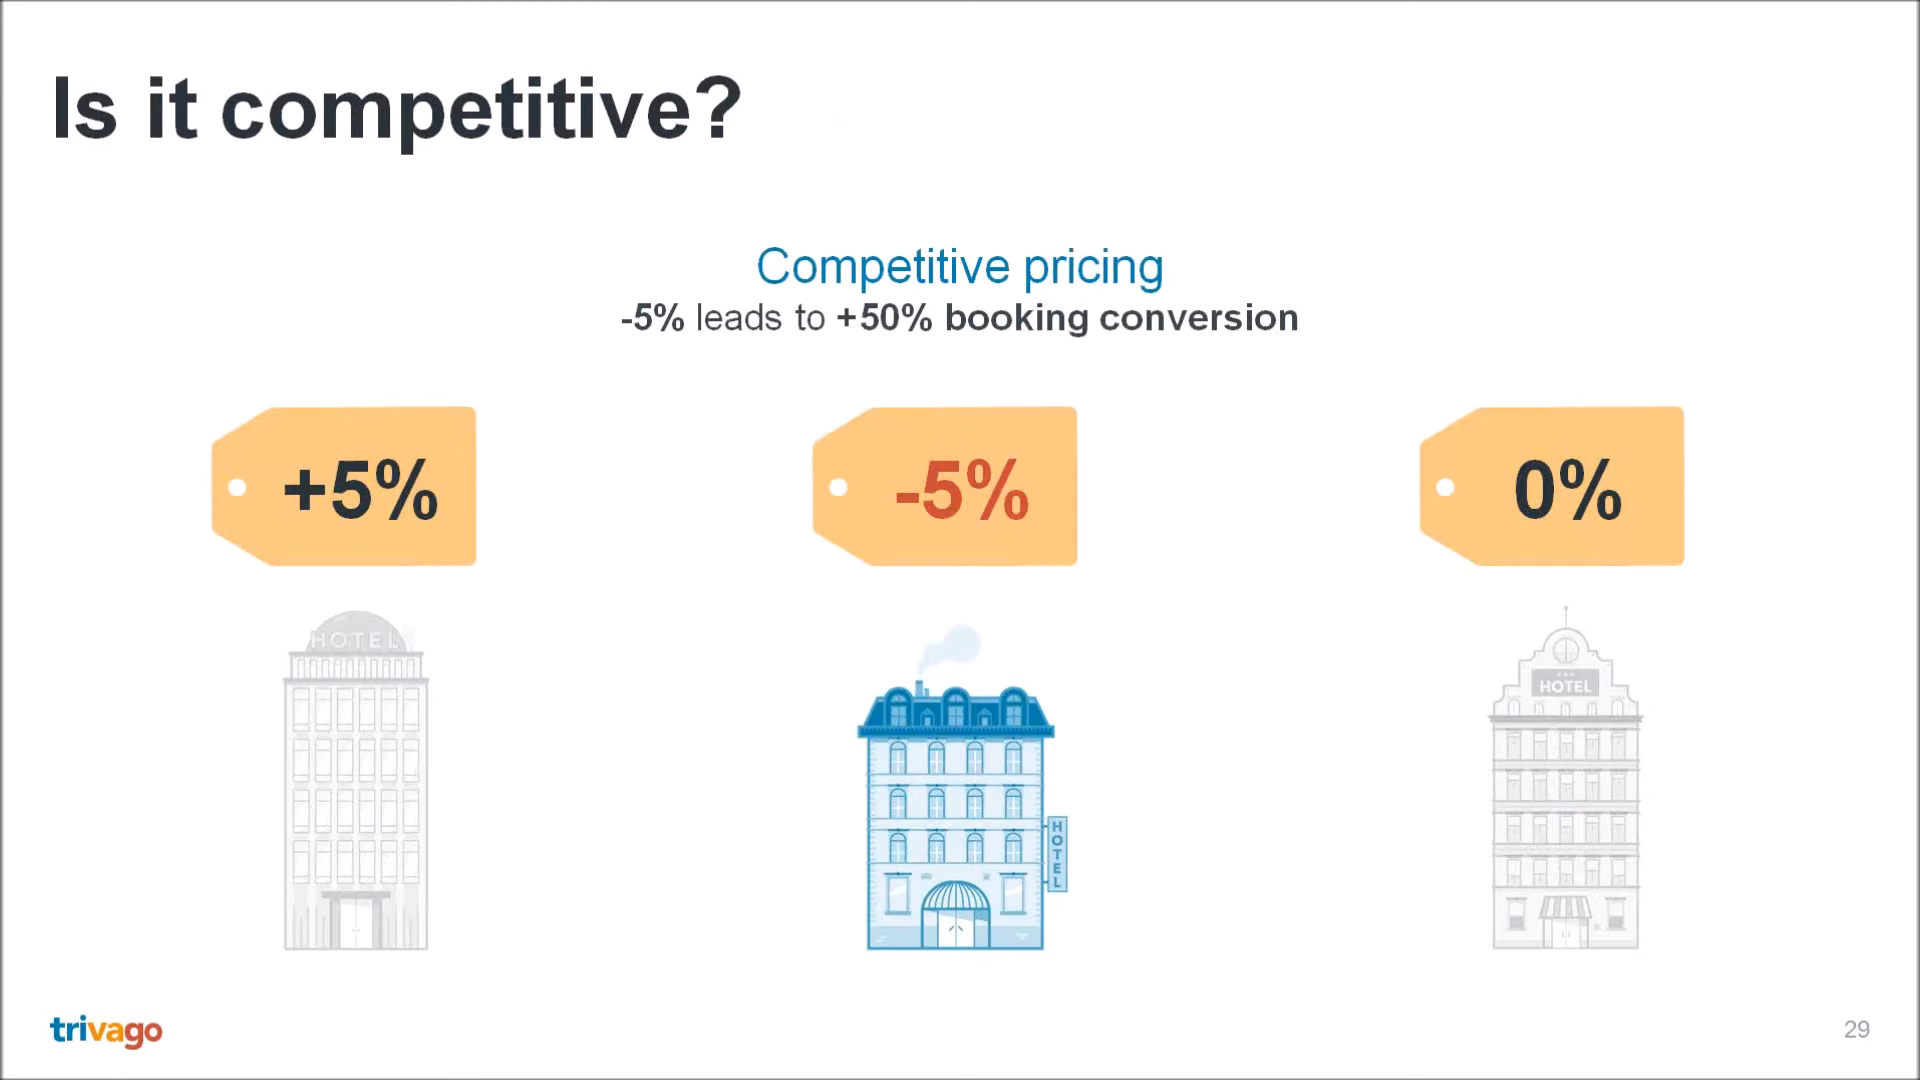 Is it competitive?
Competitive pricing
-5% leads to +50% booking conversion
+5%
-5%
0%
HOTEL
HOTEL
HOTEL
trivago
29